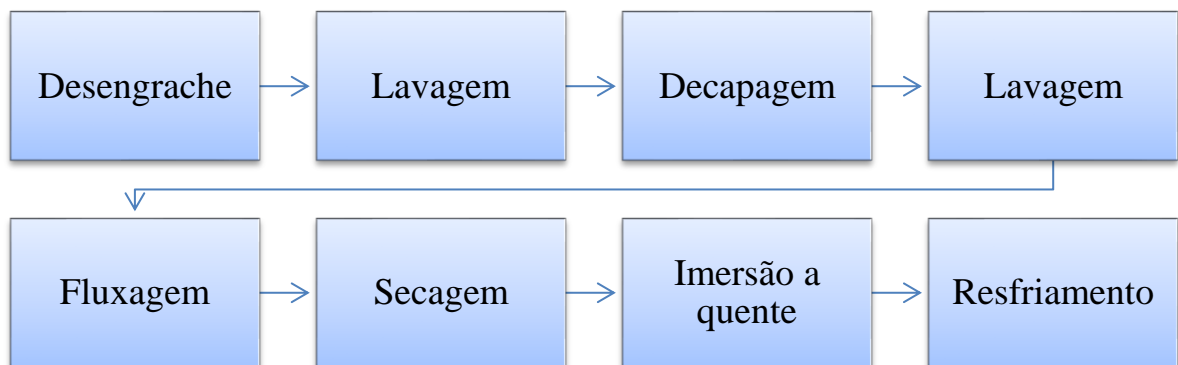 Desengrache
Lavagem
Decapagem
Lavagem
Fluxagem
Secagem
Imersão a
quente
Resfriamento